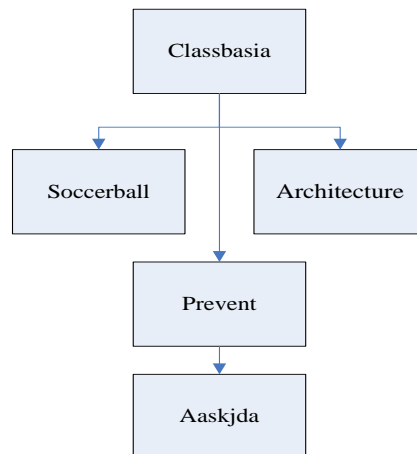 Classbasia
Soccerball
Architecture
Prevent
Aaskjda